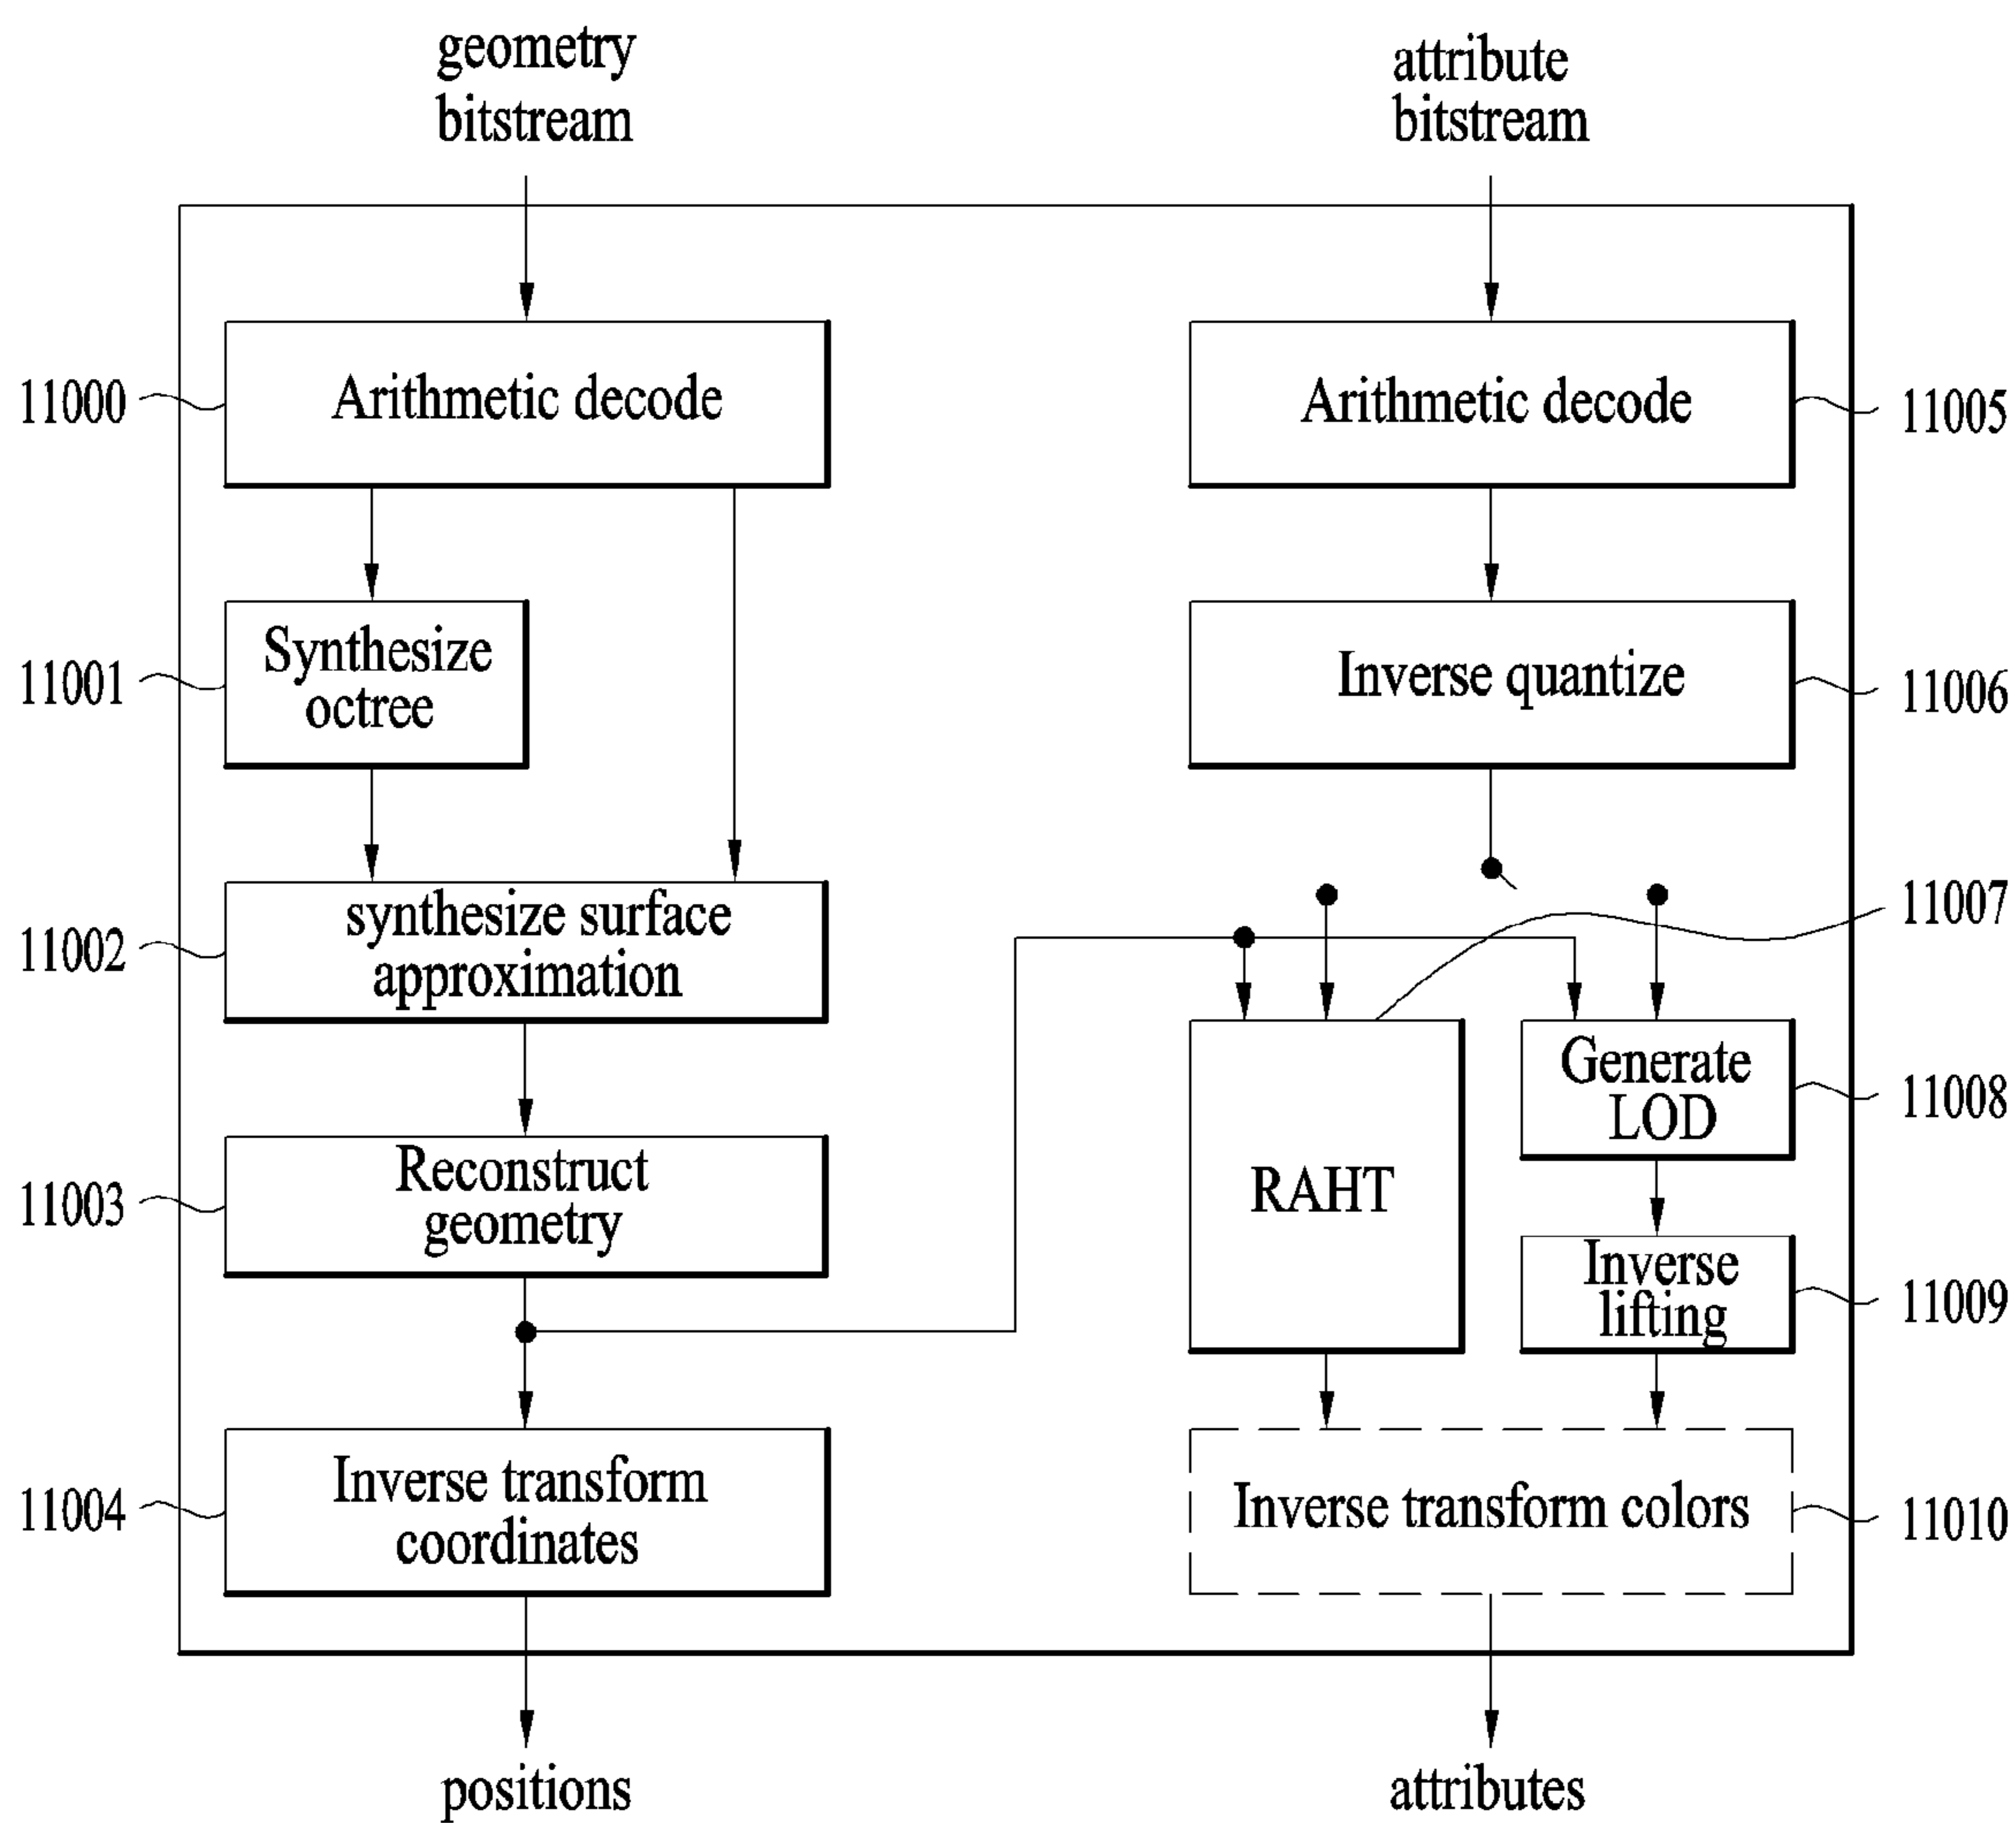 geometry
bitstream
attribute
bitstream
11000
Arithmetic decode
Arithmetic decode
11005
11001
Synthesize
octree
Inverse quantize
11006
11002
synthesize surface
approximation
11007
RAHT
Generate
LOD
11008
11003
Reconstruct
geometry
Inverse
lifting
11009
11004
Inverse transform
coordinates
Inverse transform colors
11010
positions
attributes